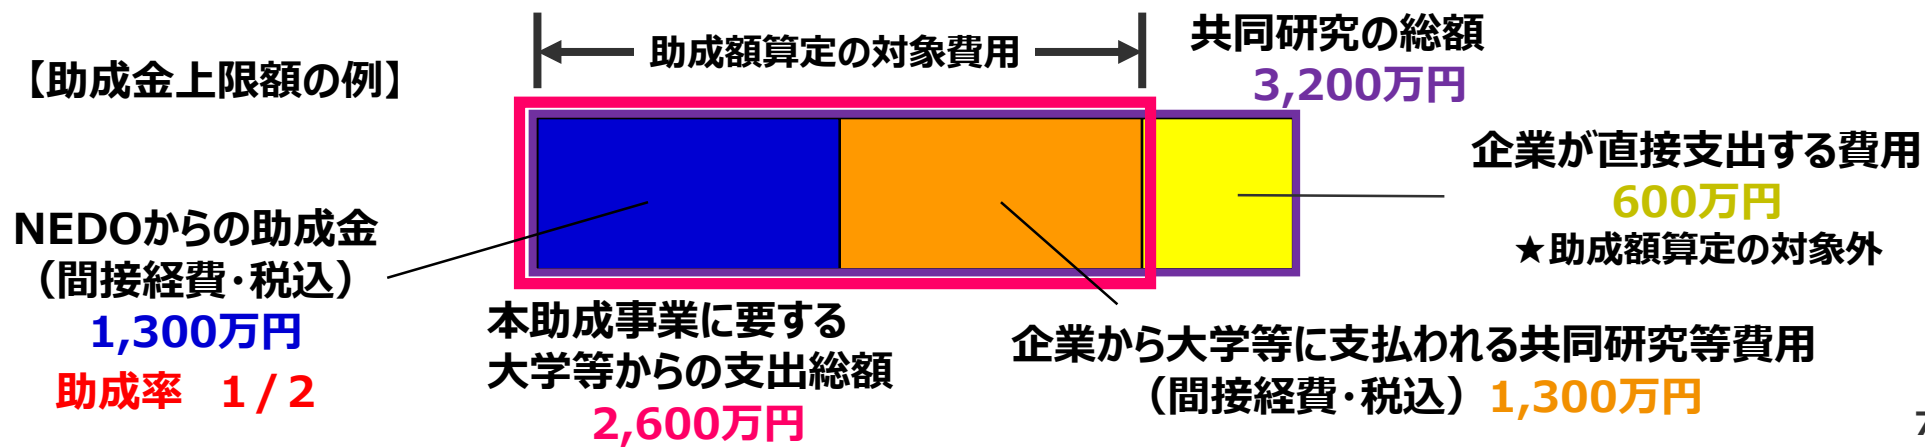 【助成金上限額の例】
助成額算定の対象費用
共同研究の総額
3,200万円
企業が直接支出する費用
600万円
★助成額算定の対象外
NEDOからの助成金
（間接経費・税込）
1,300万円
助成率　1/2
本助成事業に要する
大学等からの支出総額
2,600万円
企業から大学等に支払われる共同研究等費用
（間接経費・税込）1,300万円